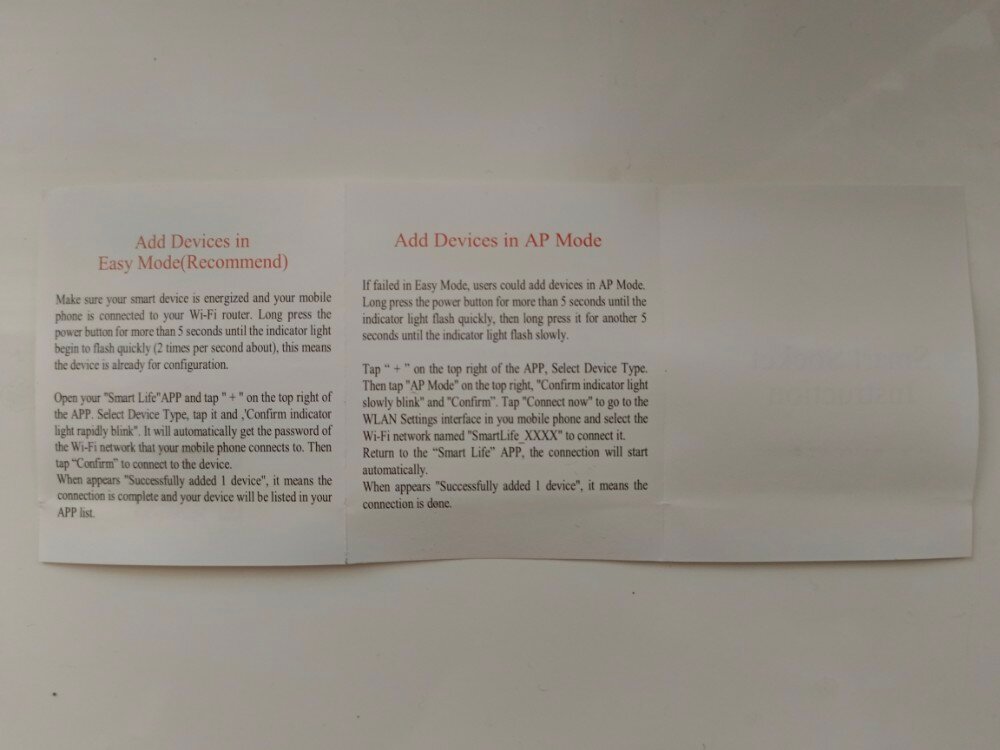 Add Devices in
Easy Mode(Recommend)
Make sure your smart device is energized and your mobile
phone is connected to your Wi-Fi router. Long press the
power button for more than 5 seconds until the indicator light
begin to flash quickly (2 times per second about), this means
the device is already for configuration.
Open your "Smart Life"APP and tap " + " on the top right of
the APP. Select Device Type, tap it and ,'Confirm indicator
light rapidly blink". It will automatically get the password of
the Wi-Fi network that your mobile phone connects to. Then
tap “Confirm” to connect to the device.
When appears "Successfully added 1 device", it means the
connection is complete and your device will be listed in your
APP list.
Add Devices in AP Mode
If failed in Easy Mode, users could add devices in AP Mode.
Long press the power button for more than 5 seconds until the
indicator light flash quickly, then long press it for another 5
seconds until the indicator light flash slowly.
Tap “ + ” on the top right of the APP, Select Device Type.
Then tap "AP Mode" on the top right, "Confirm indicator light
slowly blink" and "Confirm". Tap "Connect now" to go to the
WLAN Settings interface in you mobile phone and select the
Wi-Fi network named "SmartLife_XXXX" to connect it.
Return to the “Smart Life” APP, the connection will start
automatically.
When appears "Successfully added 1 device", it means the
connection is done.